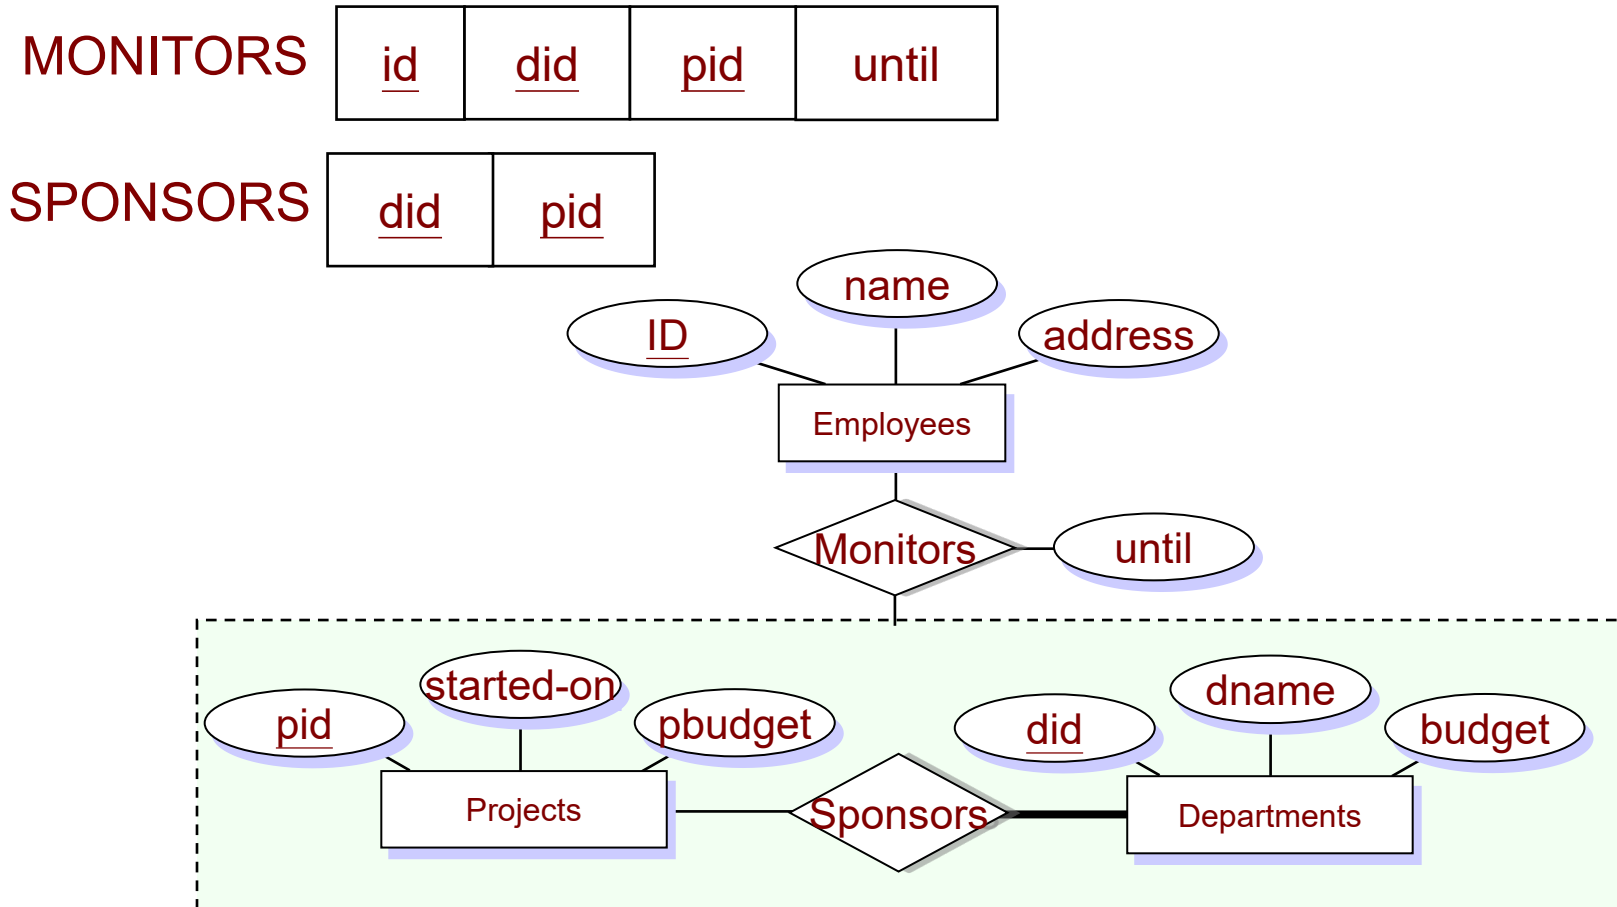 MONITORS id did pid until
SPONSORS did pid
name
ID address
Employees
Monitors until
started-on dname
pid pbudget did budget
Projects Sponsors Departments